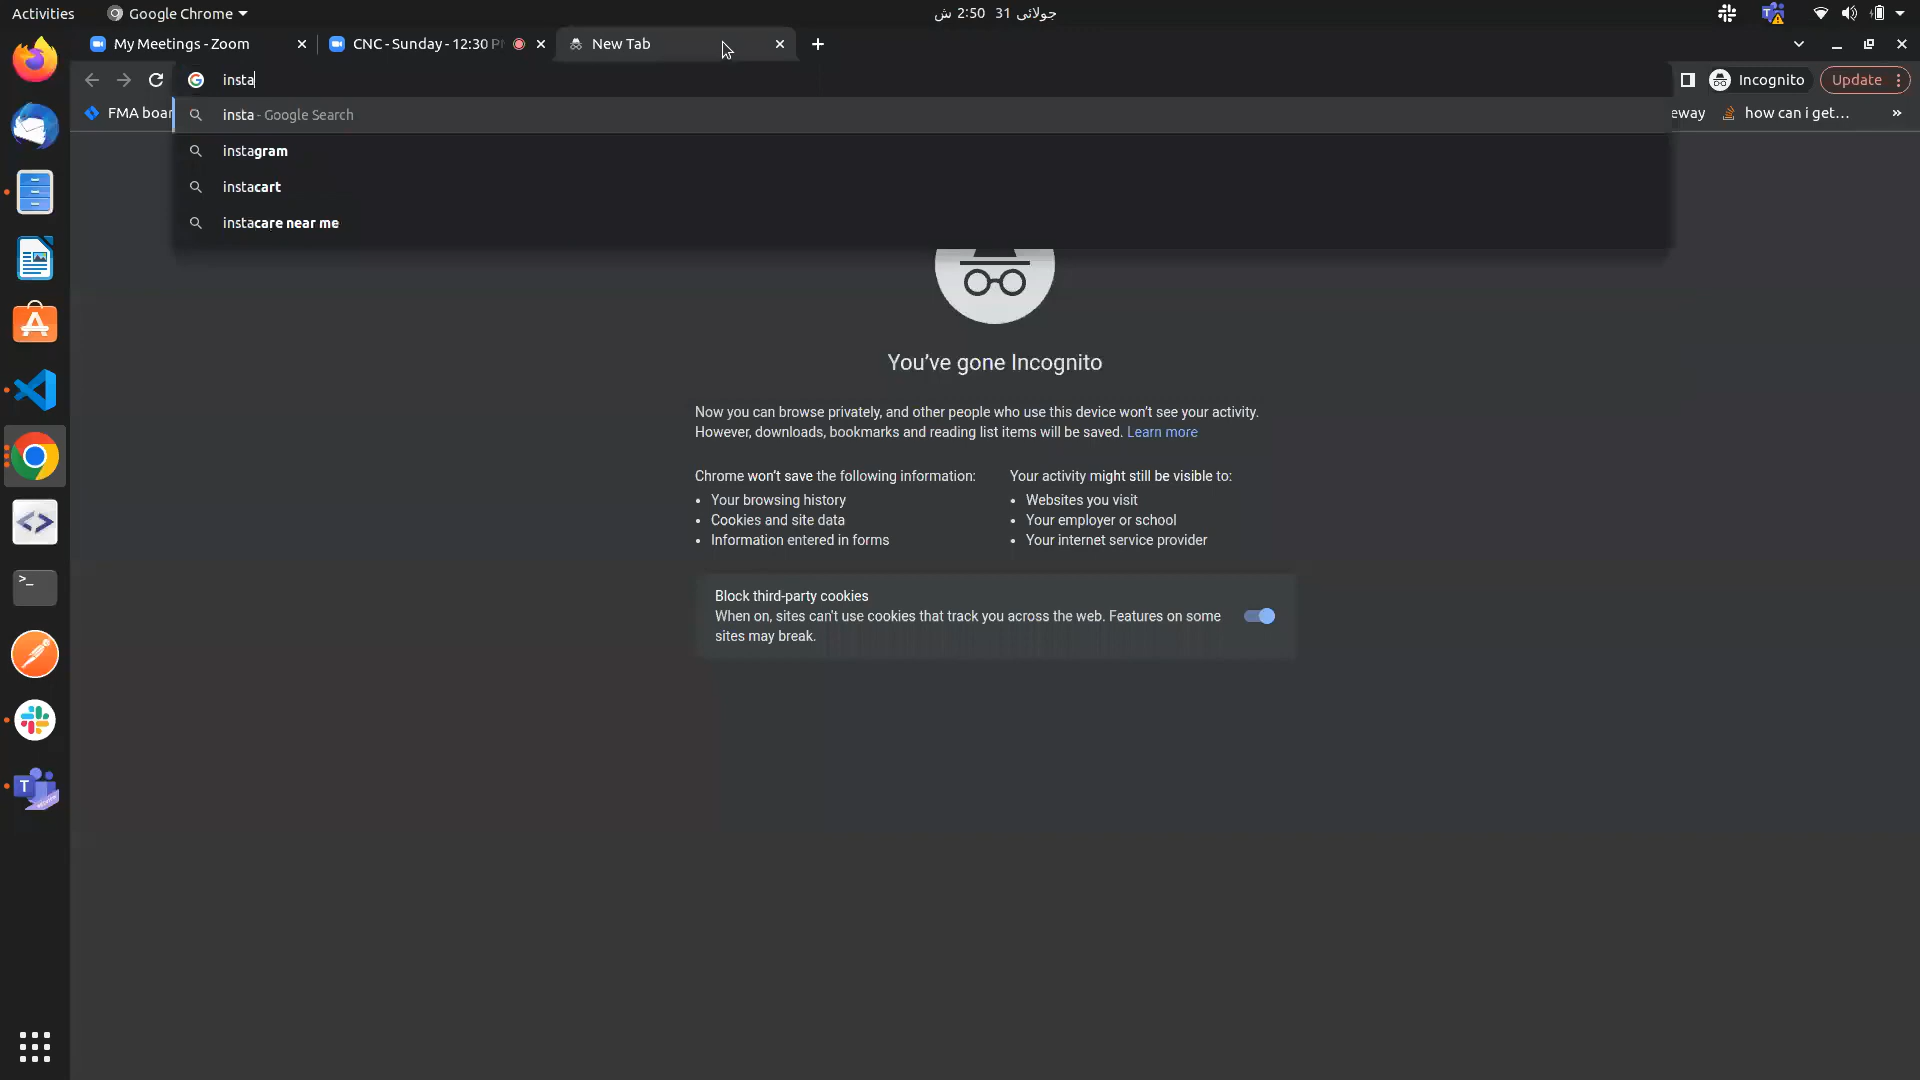 Activities
Google Chrome
جولائی 31 2:50 ش
My Meetings - Zoom
CNC - Sunday - 12:30 P
New Tab
insta
Incognito
Update
FMA boar
insta - Google Search
eway
how can i get...
»
instagram
instacart
instacare near me
You've gone Incognito
Now you can browse privately, and other people who use this device won't see your activity.
However, downloads, bookmarks and reading list items will be saved. Learn more
Chrome won't save the following information:
Your activity might still be visible to:
• Your browsing history
• Websites you visit
• Cookies and site data
• Your employer or school
• Information entered in forms
• Your internet service provider
Block third-party cookies
When on, sites can't use cookies that track you across the web. Features on some
sites may break.